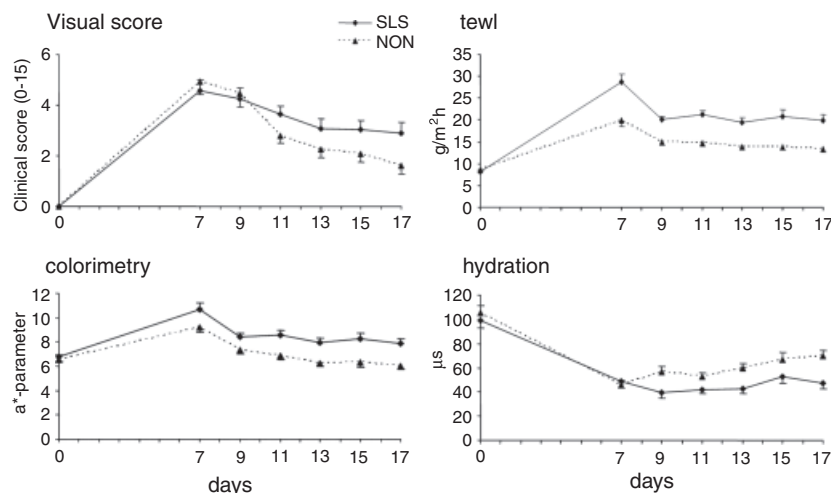 Visual score
SLS
NON
tewl
Clinical score (0-15)
6
4
2
0
0 7 9 11 13 15 17
g/m²h
35
30
25
20
15
10
5
0
0 7 9 11 13 15 17
colorimetry
a*-parameter
12
10
8
6
4
2
0
0 7 9 11 13 15 17
days
hydration
µs
120
100
80
60
40
20
0
0 7 9 11 13 15 17
days